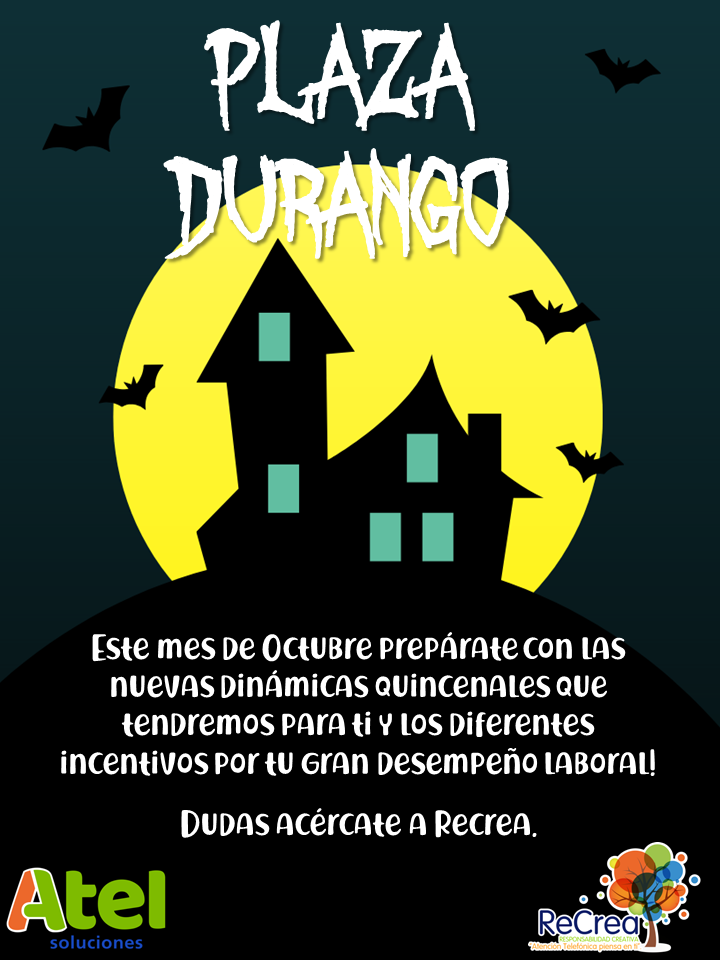 PLAZA
DURANGO
Este mes de Octubre prepárate con las
nuevas dinámicas quincenales que
tendremos para ti y los diferentes
incentivos por tu gran desempeño laboral!
Dudas acércate a Recrea.
Atel
soluciones
ReCrea
RESPONSABILIDAD CREATIVA
"Atención Telefónica piensa en ti"